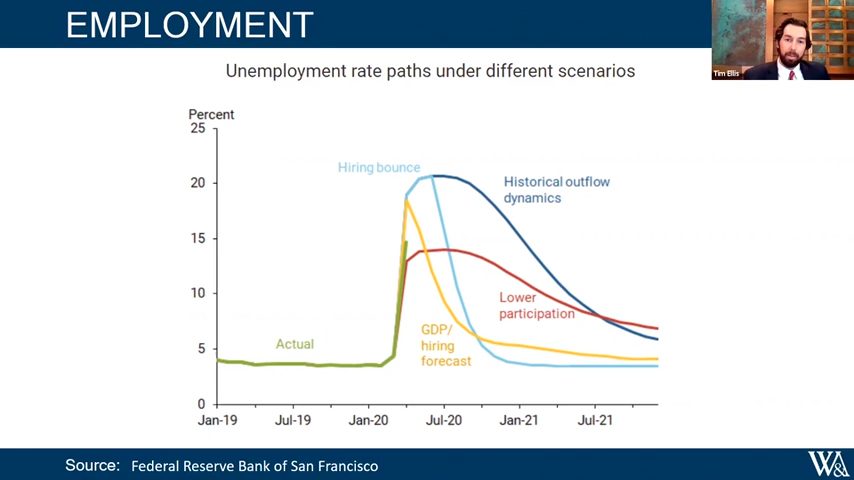 EMPLOYMENT
Tim Ellis
Unemployment rate paths under different scenarios
Percent
25
20
15
10
5
0
Hiring bounce
Historical outflow
dynamics
Lower
participation
Actual
GDP/
hiring
forecast
Jan-19
Jul-19
Jan-20
Jul-20
Jan-21
Jul-21
Source: Federal Reserve Bank of San Francisco
WA&